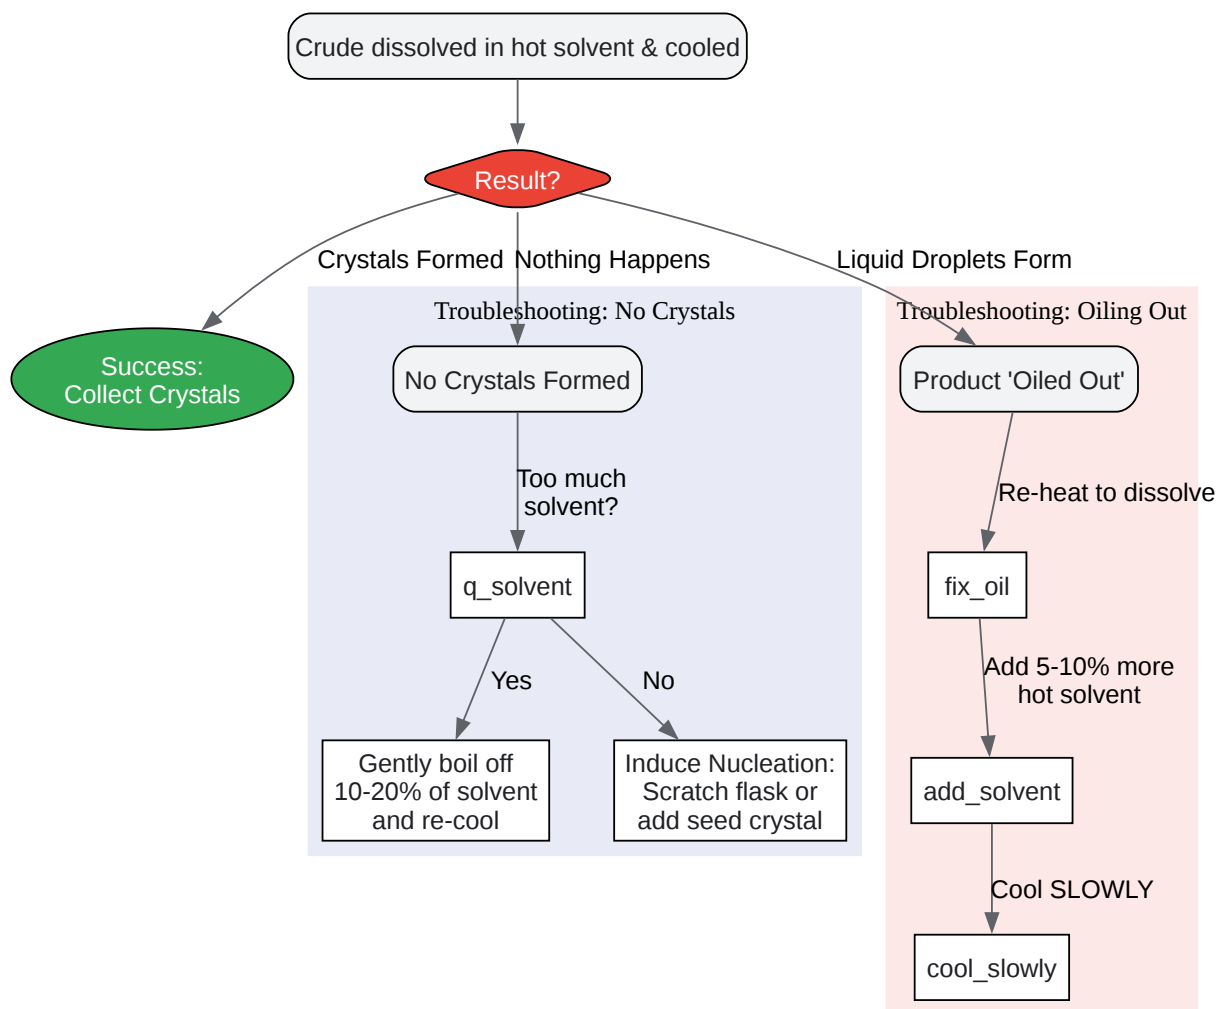 Crude dissolved in hot solvent & cooled
Result?
Crystals Formed
Nothing Happens
Liquid Droplets Form
Troubleshooting: No Crystals
Troubleshooting: Oiling Out
Success:
Collect Crystals
No Crystals Formed
Product 'Oiled Out'
Too much
solvent?
Re-heat to dissolve
q_solvent
fix_oil
Yes
No
Add 5-10% more
hot solvent
Gently boil off
10-20% of solvent
and re-cool
Induce Nucleation:
Scratch flask or
add seed crystal
add_solvent
Cool SLOWLY
cool_slowly